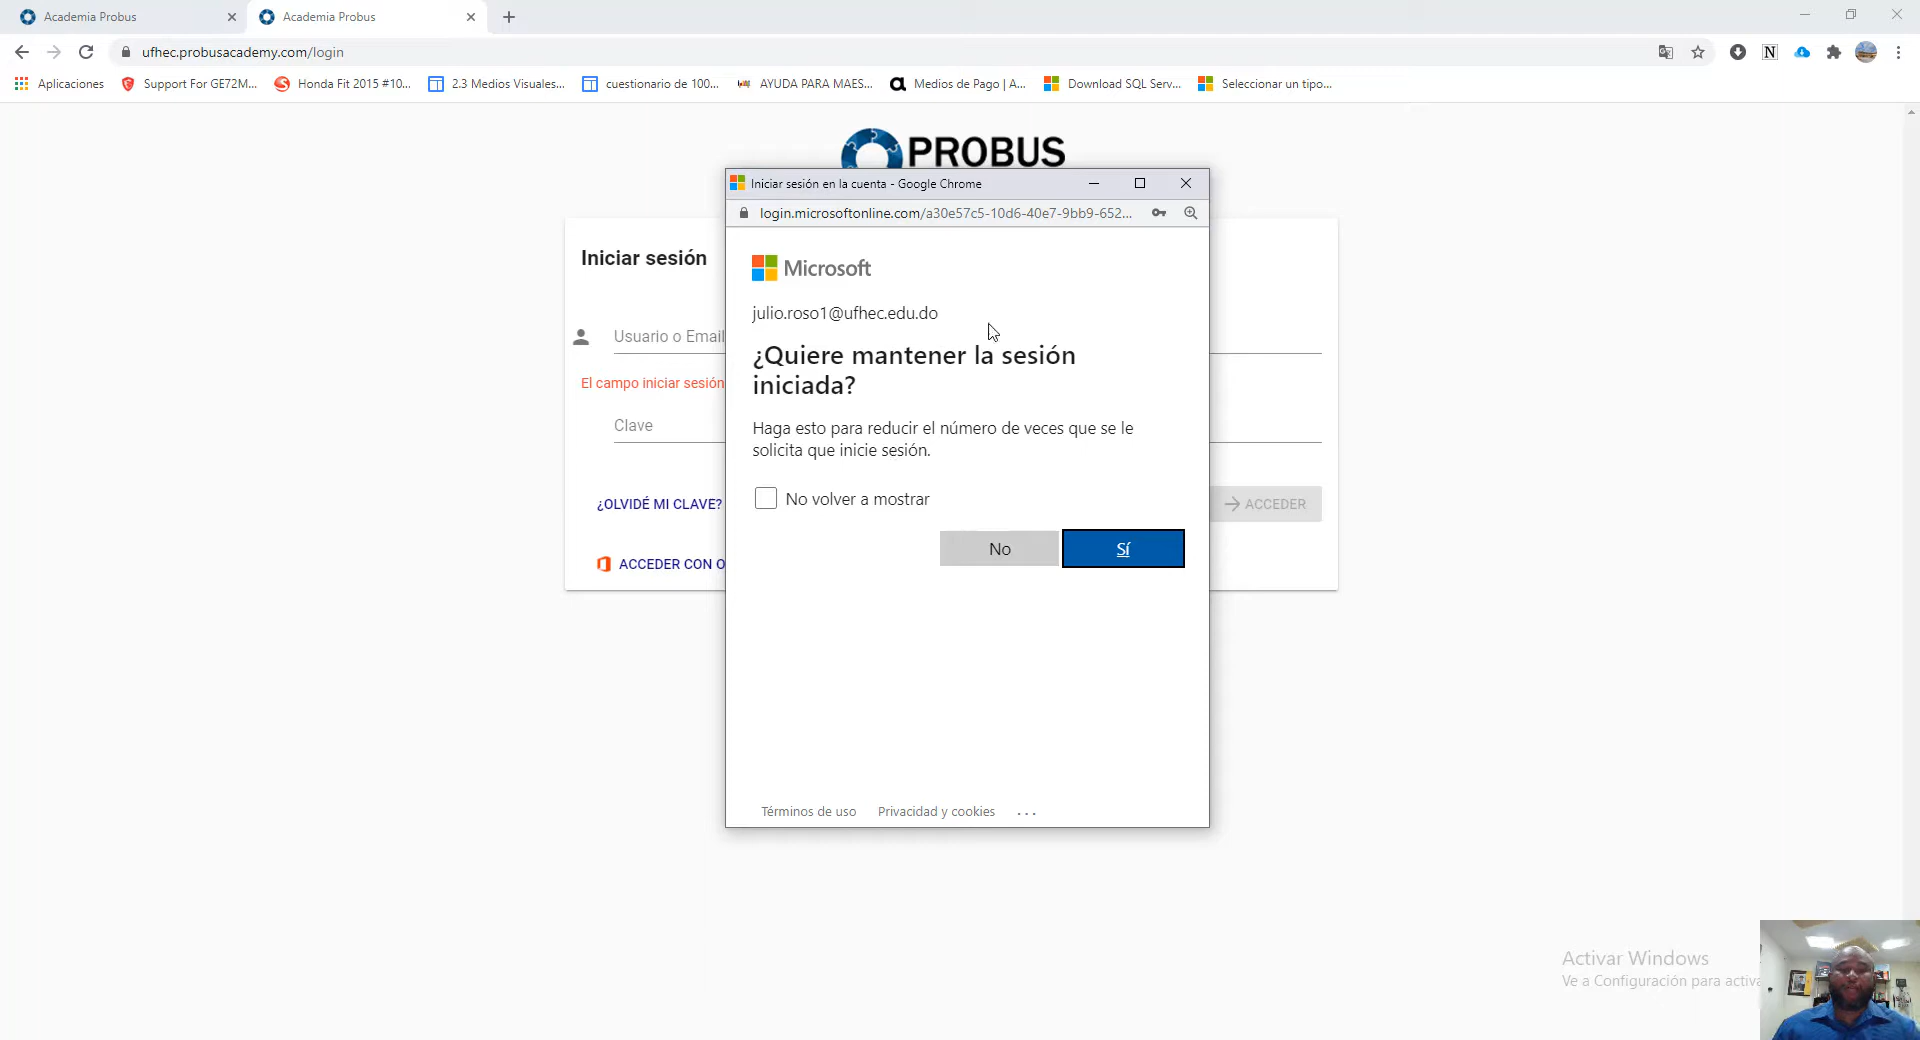 Academia Probus
Academia Probus
ufhec.probusacademy.com/login
Aplicaciones
Support For GE72M...
Honda Fit 2015 #10...
2.3 Medios Visuales...
cuestionario de 100...
AYUDA PARA MAES...
Medios de Pago | A...
Download SQL Serv...
Seleccionar un tipo...
PROBUS
Iniciar sesión en la cuenta - Google Chrome
login.microsoftonline.com/a30e57c5-10d6-40e7-9bb9-652...
Microsoft
julio.roso1@ufhec.edu.do
¿Quiere mantener la sesión
iniciada?
Haga esto para reducir el número de veces que se le
solicita que inicie sesión.
No volver a mostrar
No
Sí
Términos de uso
Privacidad y cookies
...
Iniciar sesión
Usuario o Email
El campo iniciar sesión
Clave
¿OLVIDÉ MI CLAVE?
ACCEDER
ACCEDER CON O
Activar Windows
Ve a Configuración para activa